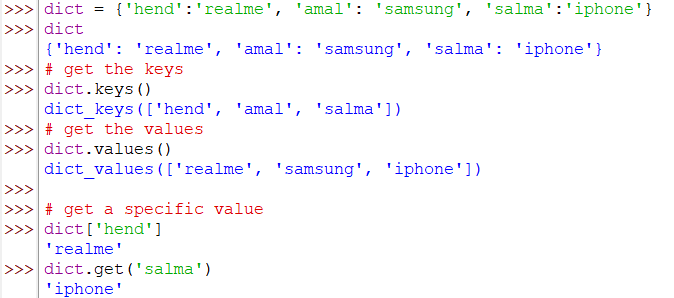 >>> dict = {'hend':'realme', 'amal': 'samsung', 'salma':'iphone'}
>>> dict
{'hend': 'realme', 'amal': 'samsung', 'salma': 'iphone'}
>>> # get the keys
>>> dict.keys()
dict_keys(['hend', 'amal', 'salma'])
>>> # get the values
>>> dict.values()
dict_values(['realme', 'samsung', 'iphone'])
>>>
>>> # get a specific value
>>> dict['hend']
'realme'
>>> dict.get('salma')
'iphone'